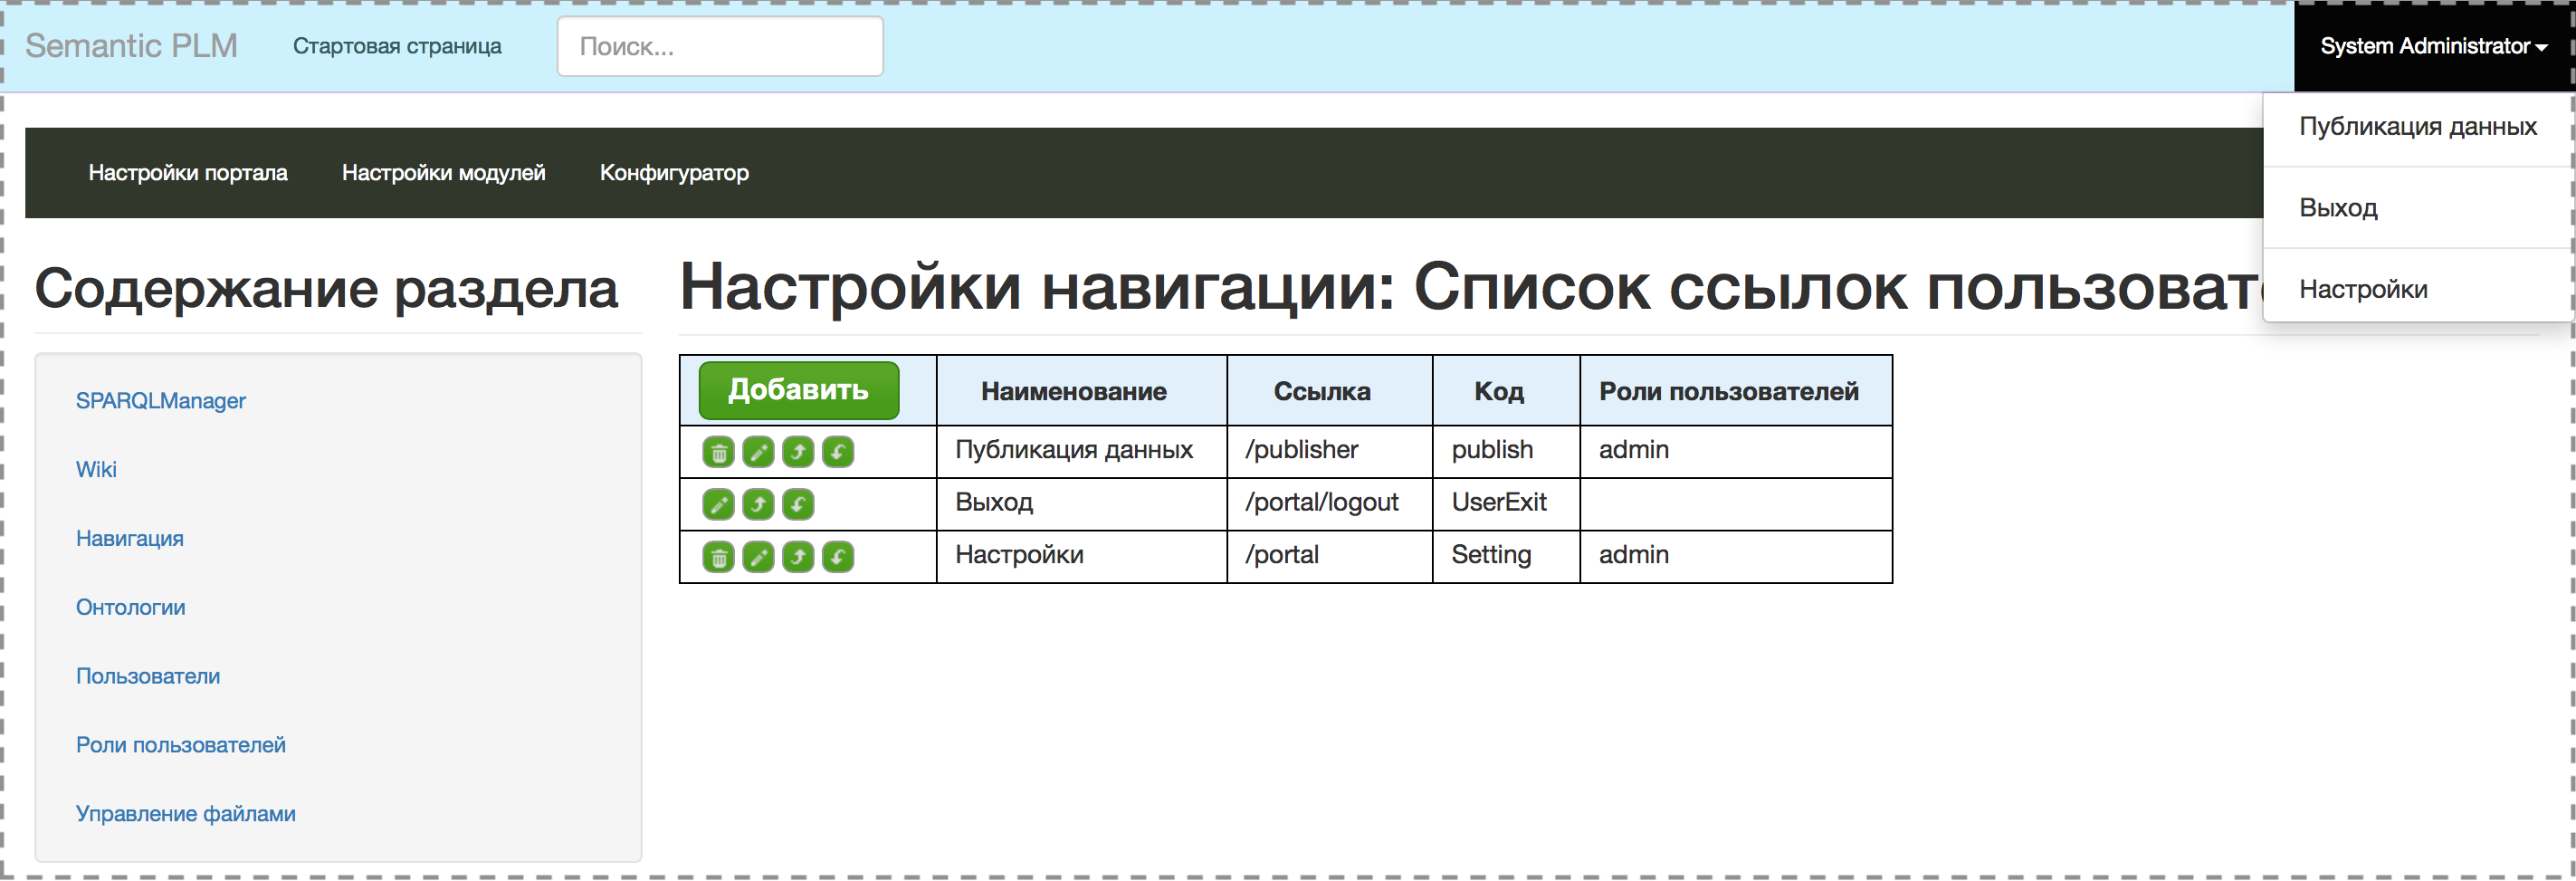 Semantic PLM Стартовая страница Поиск... System Administrator
Публикация данных
Выход
Настройки
Настройки портала Настройки модулей Конфигуратор
Содержание раздела
SPARQLManager
Wiki
Навигация
Онтологии
Пользователи
Роли пользователей
Управление файлами
Настройки навигации: Список ссылок
Добавить Наименование Ссылка Код Роли пользователей
Публикация данных /publisher publish admin
Выход /portal/logout UserExit
Настройки /portal Setting admin